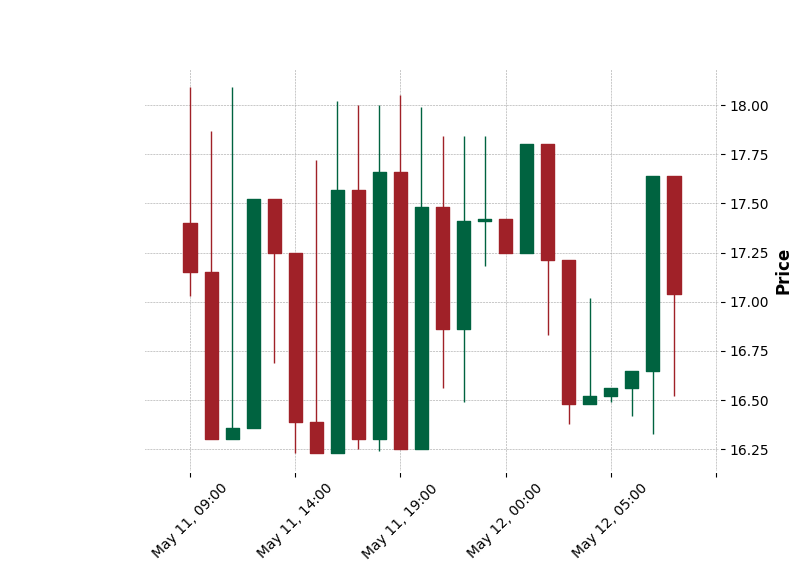 18.00
17.75
17.50
17.25
17.00
16.75
16.50
16.25
Price
May 11, 09:00
May 11, 14:00
May 11, 19:00
May 12, 00:00
May 12, 05:00